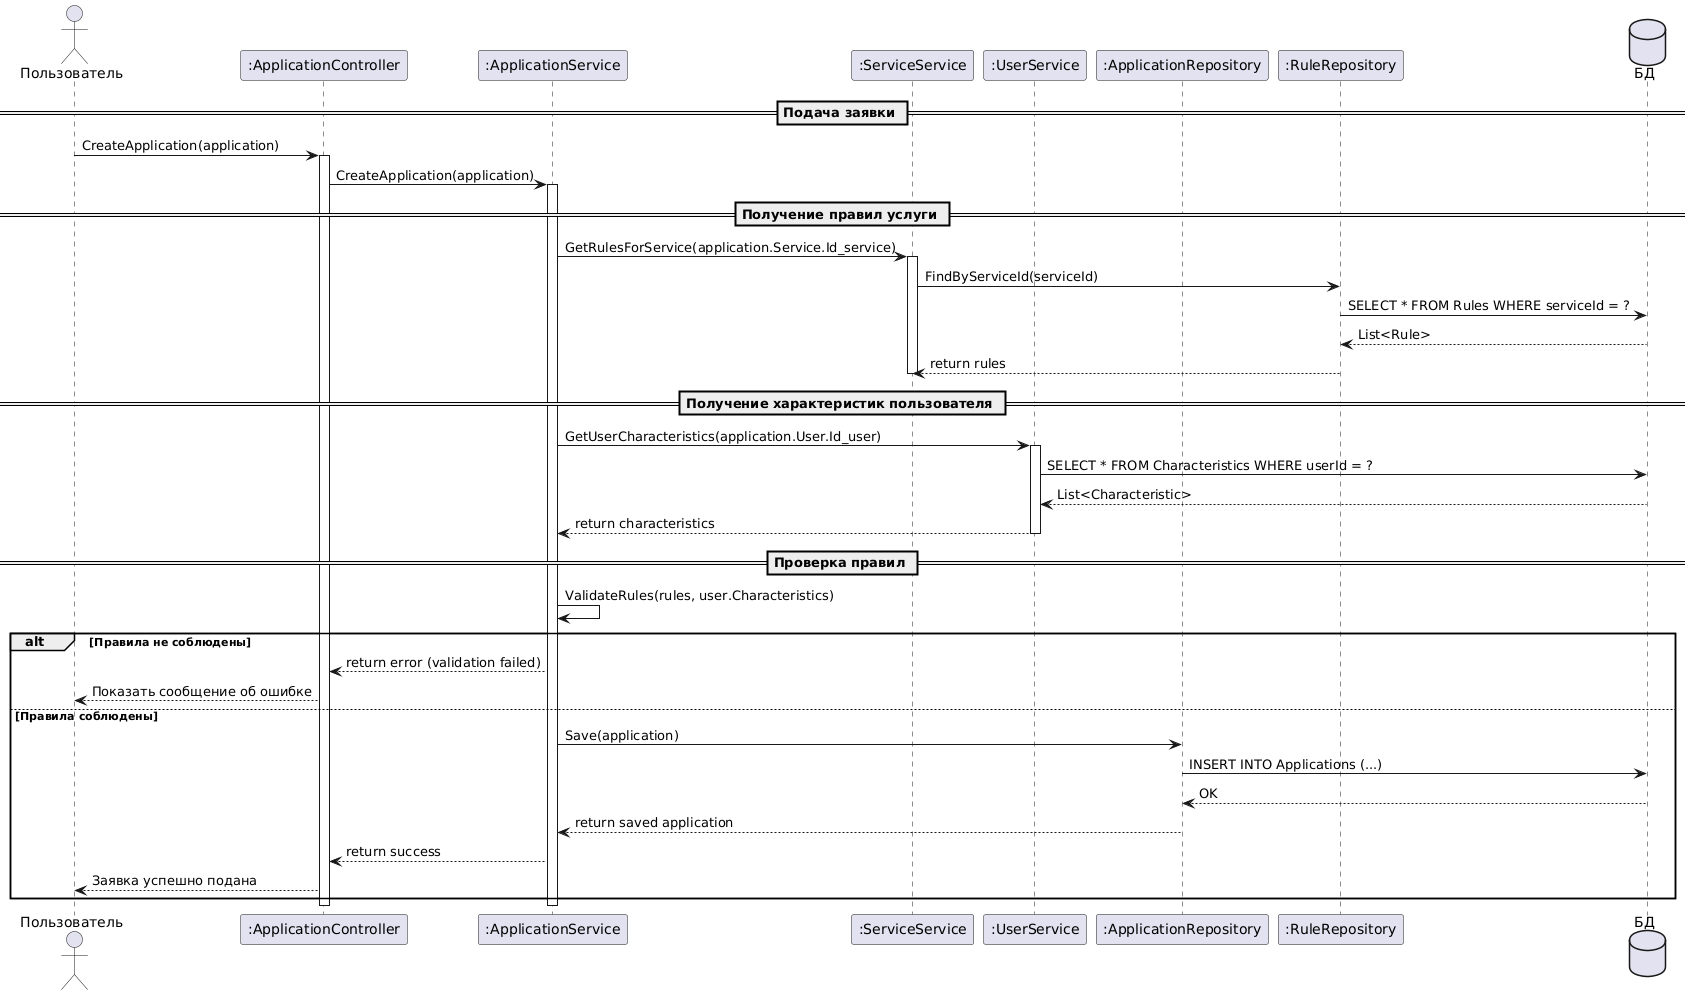 Пользователь
:ApplicationController
:ApplicationService
:ServiceService
:UserService
:ApplicationRepository
:RuleRepository
БД
Подача заявки
CreateApplication(application)
CreateApplication(application)
Получение правил услуги
GetRulesForService(application.Service.Id_service)
FindByServiceId(serviceId)
SELECT * FROM Rules WHERE serviceId = ?
List<Rule>
return rules
Получение характеристик пользователя
GetUserCharacteristics(application.User.Id_user)
SELECT * FROM Characteristics WHERE userId = ?
List<Characteristic>
return characteristics
Проверка правил
ValidateRules(rules, user.Characteristics)
alt
[Правила не соблюдены]
return error (validation failed)
Показать сообщение об ошибке
[Правила соблюдены]
Save(application)
INSERT INTO Applications (...)
OK
return saved application
return success
Заявка успешно подана
Пользователь
:ApplicationController
:ApplicationService
:ServiceService
:UserService
:ApplicationRepository
:RuleRepository
БД